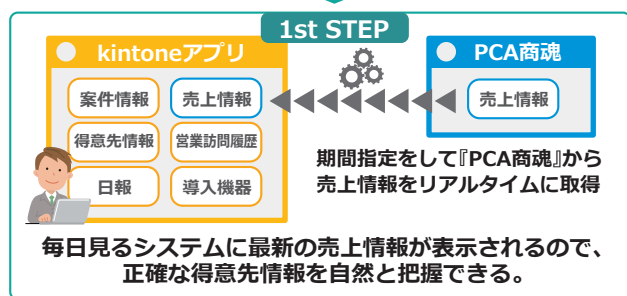 1st STEP
kintoneアプリ
案件情報
売上情報
得意先情報
営業訪問履歴
日報
導入機器
PCA商魂
売上情報
期間指定をして『PCA商魂』から
売上情報をリアルタイムに取得
毎日見るシステムに最新の売上情報が表示されるので、
正確な得意先情報を自然と把握できる。